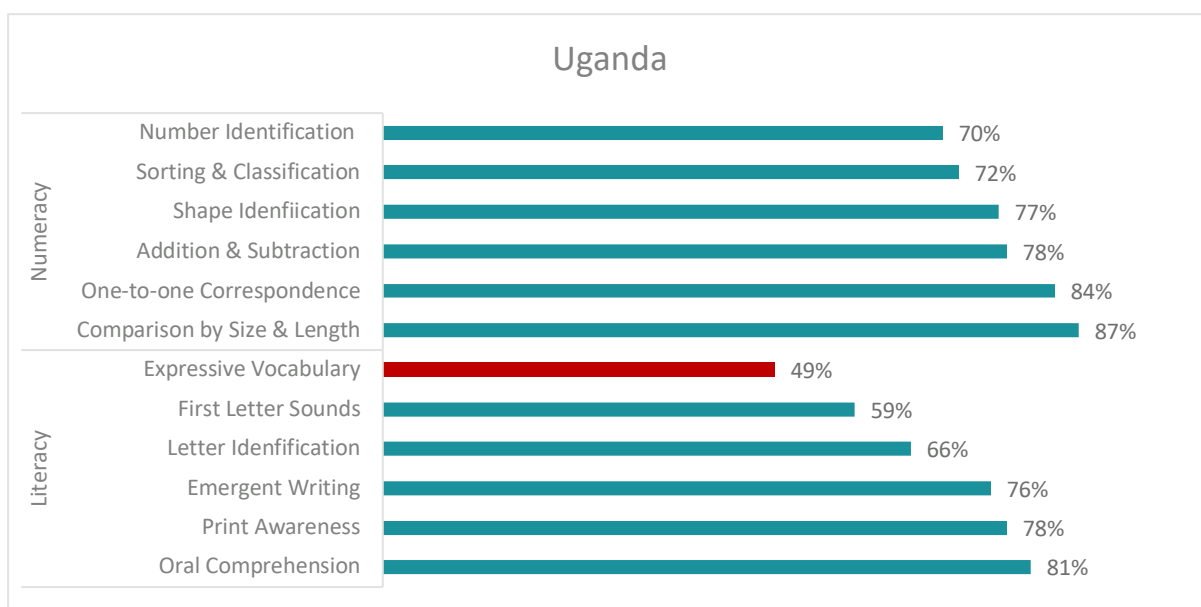 Uganda
Numeracy
Number Identification 70%
Sorting & Classification 72%
Shape Idenfiication 77%
Addition & Subtraction 78%
One-to-one Correspondence 84%
Comparison by Size & Length 87%
Literacy
Expressive Vocabulary 49%
First Letter Sounds 59%
Letter Idenfification 66%
Emergent Writing 76%
Print Awareness 78%
Oral Comprehension 81%